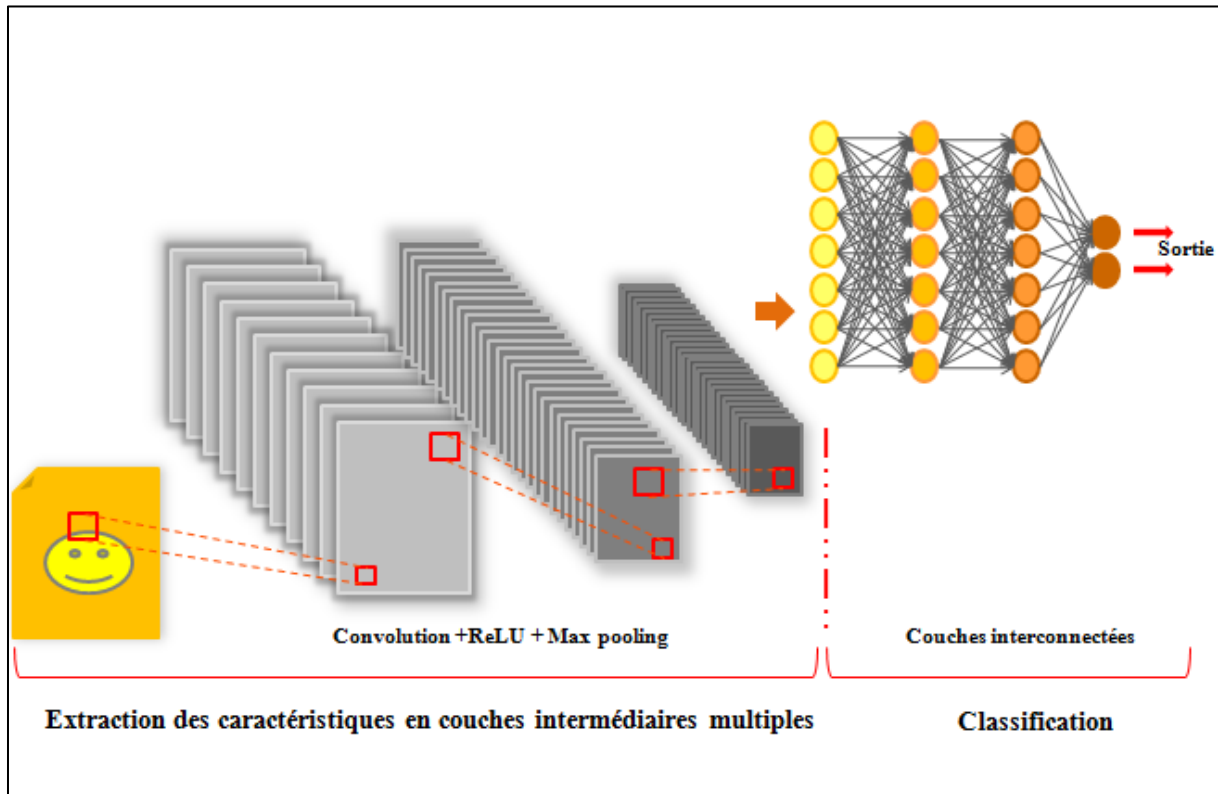 Sortie
Convolution +ReLU + Max pooling
Couches interconnectées
Extraction des caractéristiques en couches intermédiaires multiples
Classification